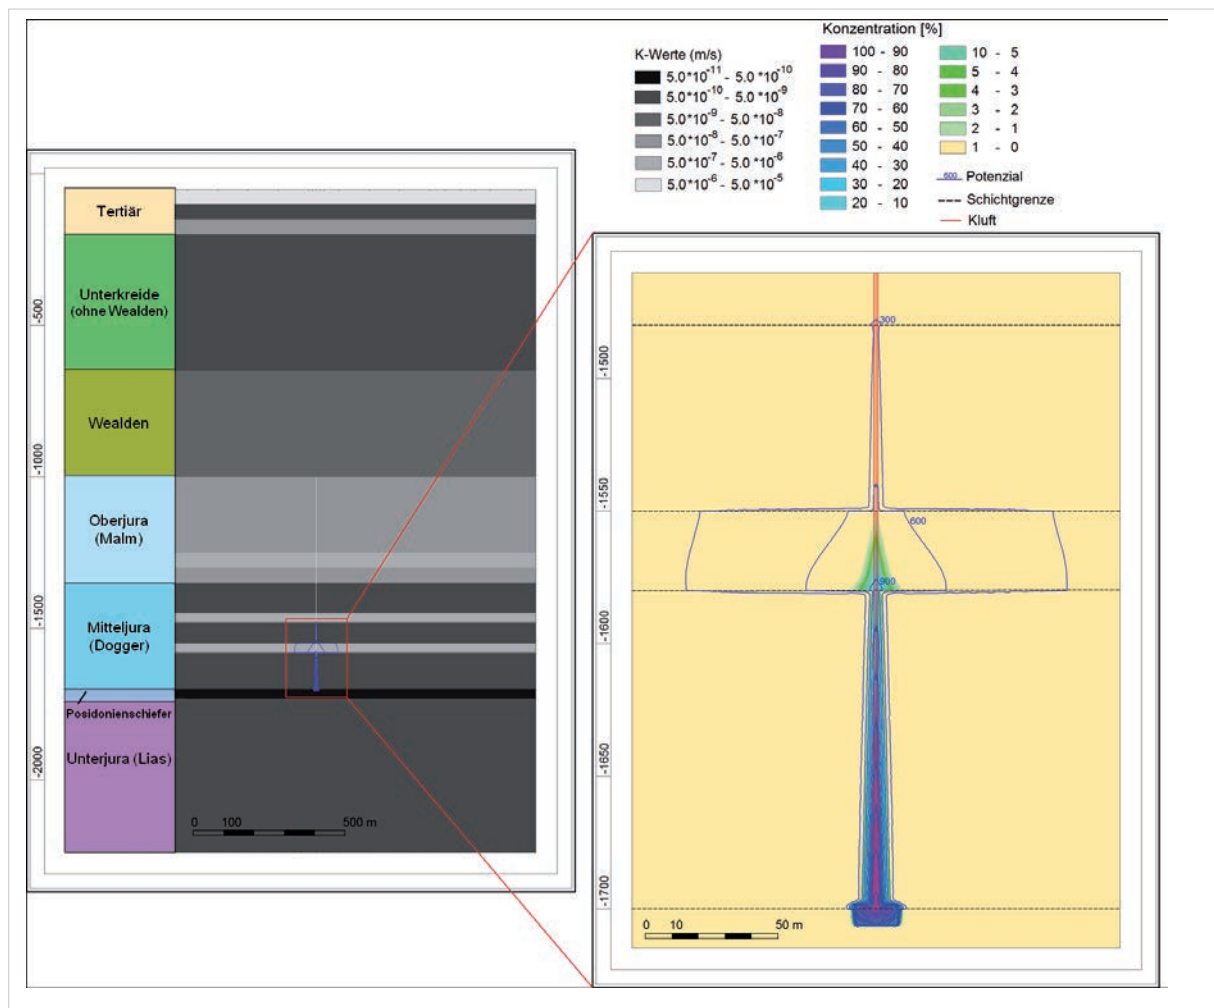 Konzentration [%]
K-Werte (m/s)
5.0*10-11 - 5.0 *10-10
5.0*10-10 - 5.0*10-9
5.0*10-9 - 5.0*10-8
5.0*10-8 - 5.0*10-7
5.0*10-7 - 5.0*10-6
5.0*10-6 - 5.0*10-5
100 - 90
90 - 80
80 - 70
70 - 60
60 - 50
50 - 40
40 - 30
30 - 20
20 - 10
10 - 5
5 - 4
4 - 3
3 - 2
2 - 1
1 - 0
600 Potenzial
Schichtgrenze
Kluft
Tertiär
Unterkreide
(ohne Wealden)
Wealden
Oberjura
(Malm)
Mitteljura
(Dogger)
Posidonienschiefer
Unterjura (Lias)
-500
-1000
-1500
-2000
0 100 500 m
300
600
900
-1500
-1550
-1600
-1650
-1700
0 10 50 m